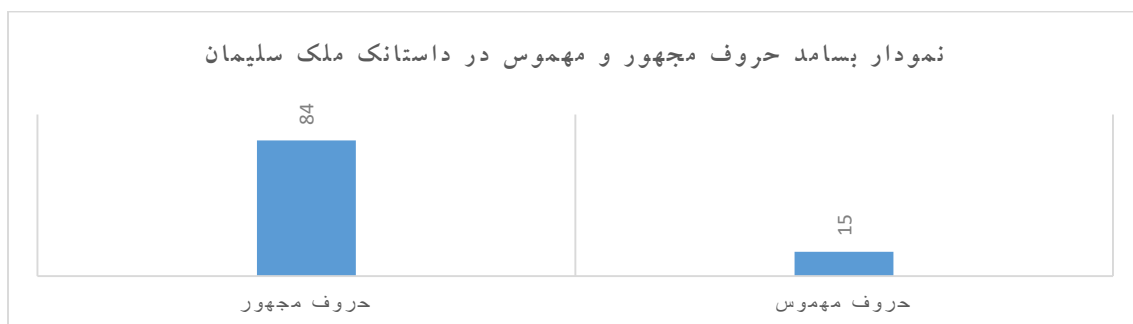 نمودار بسامد حروف مجهور و مهموس در داستانک ملک سلیمان
84
15
حروف مجهور
حروف مهموس